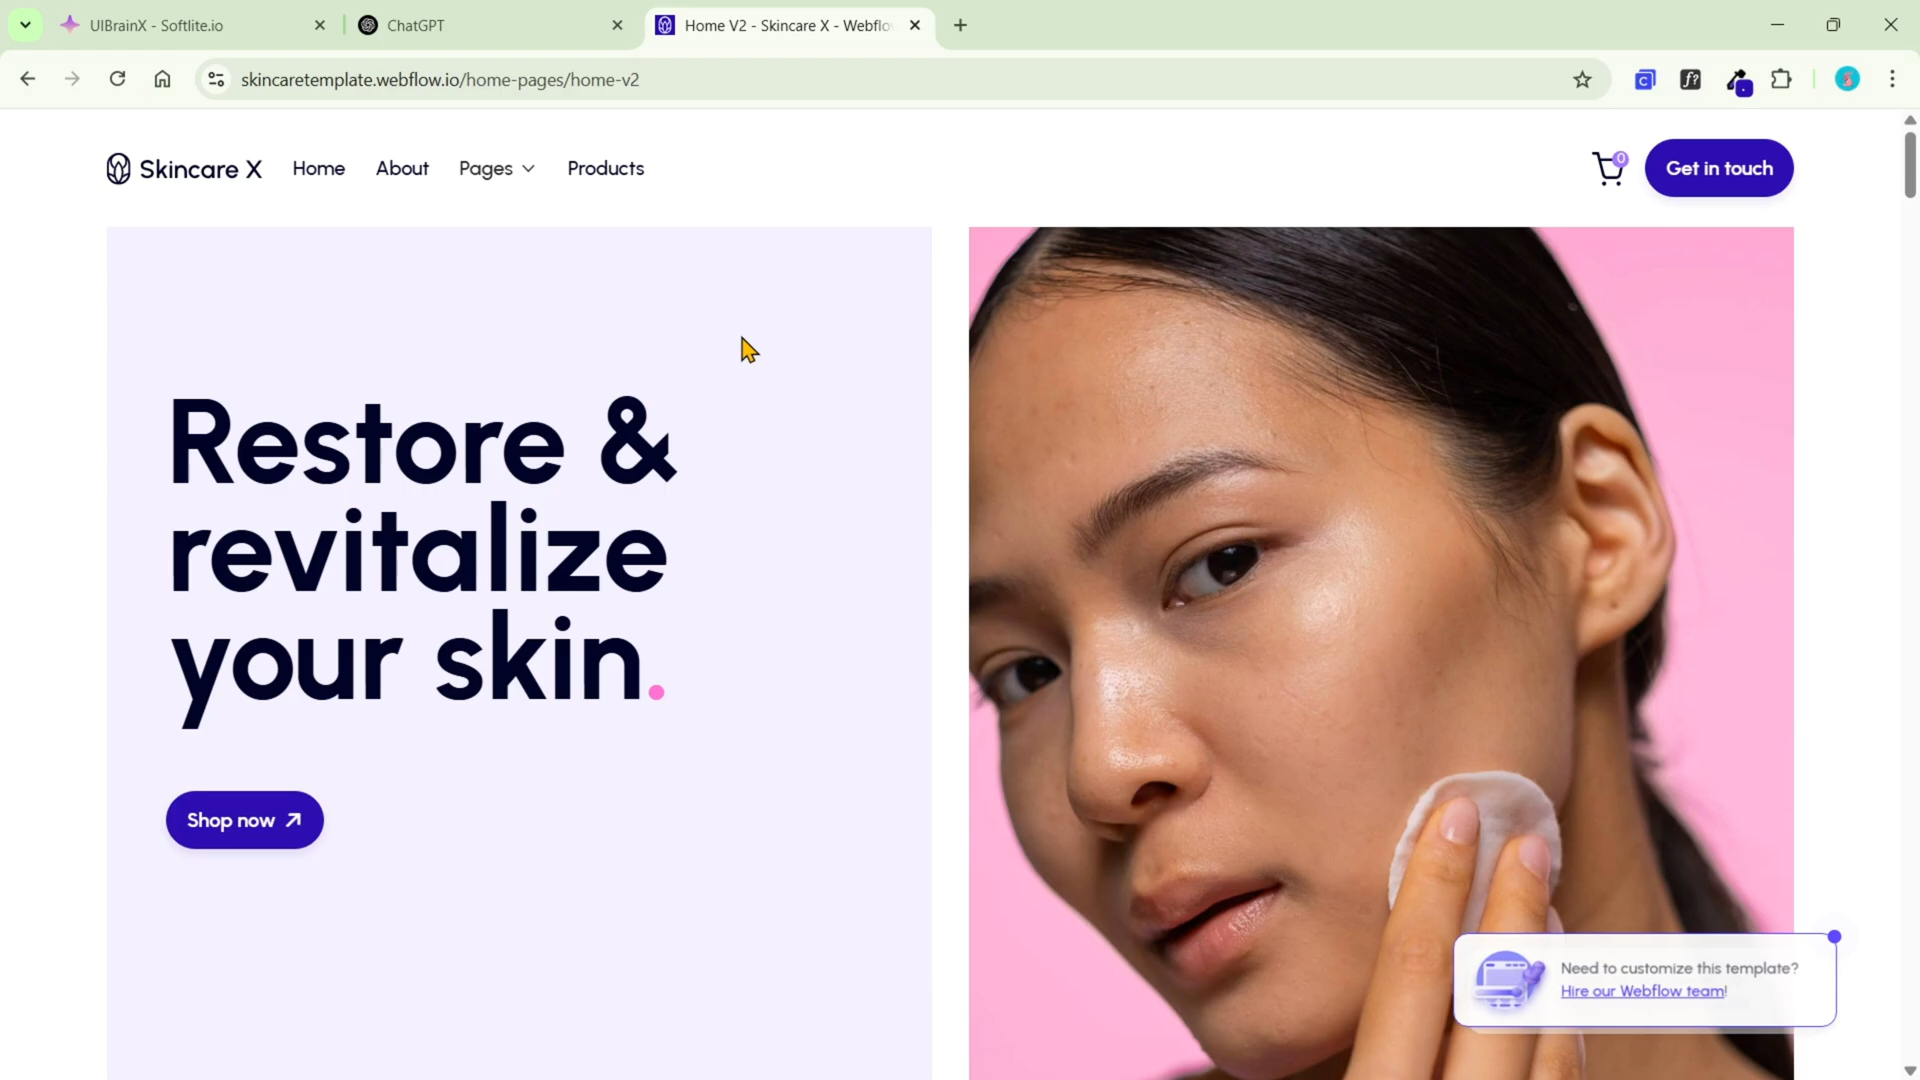 UIBrainX - Softlite.io
ChatGPT
Home V2 - Skincare X - Webflo
skincaretemplate.webflow.io/home-pages/home-v2
Skincare X
Home
About
Pages
Products
0
Get in touch
Restore &
revitalize
your skin.
Shop now
Need to customize this template?
Hire our Webflow team!